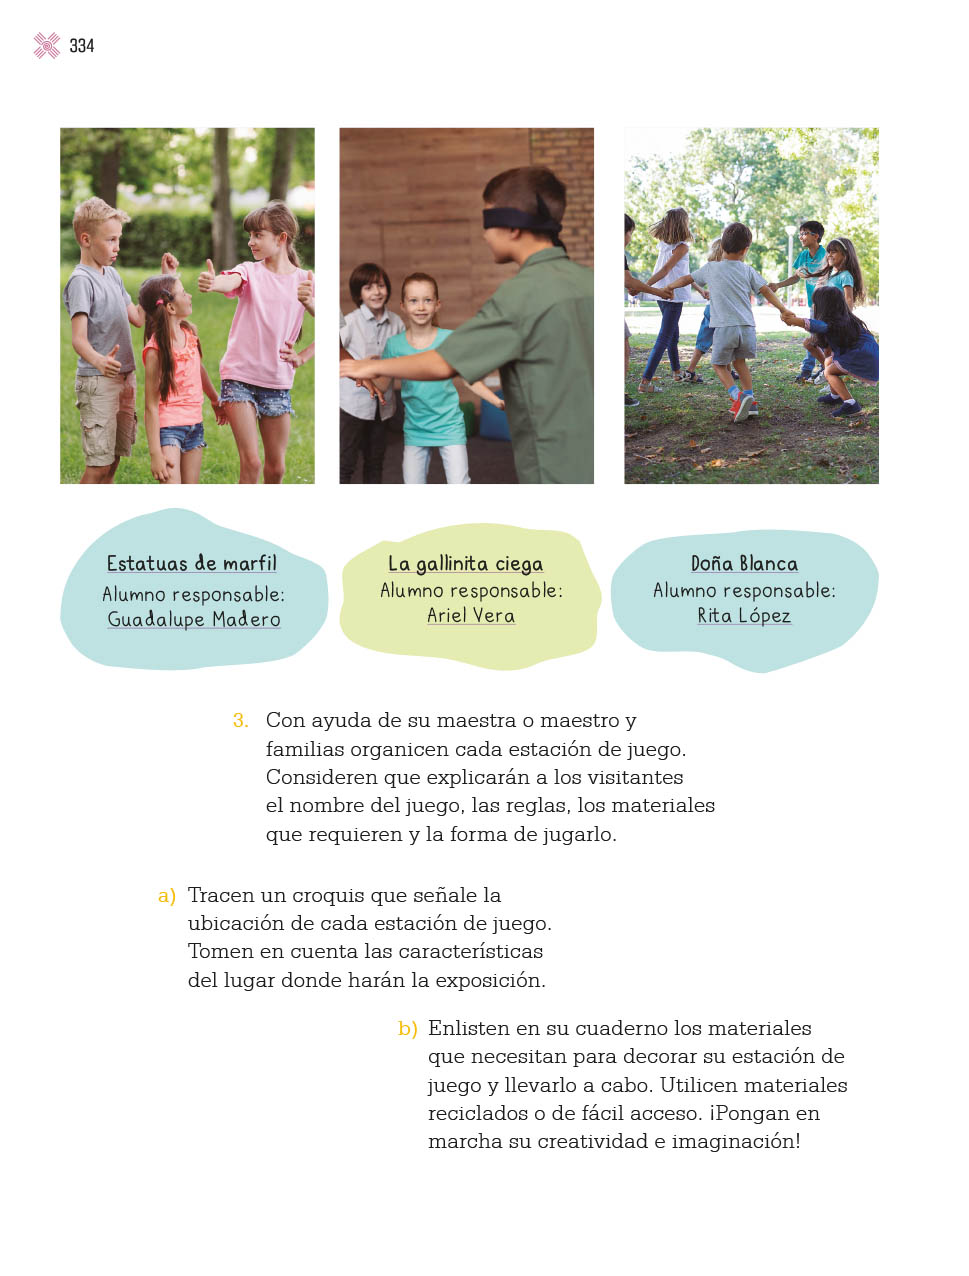 334
Estatuas de marfil
Alumno responsable:
Guadalupe Madero
La gallinita ciega
Alumno responsable:
Ariel Vera
Doña Blanca
Alumno responsable:
Rita López
3. Con ayuda de su maestra o maestro y
familias organicen cada estación de juego.
Consideren que explicarán a los visitantes
el nombre del juego, las reglas, los materiales
que requieren y la forma de jugarlo.
a) Tracen un croquis que señale la
ubicación de cada estación de juego.
Tomen en cuenta las características
del lugar donde harán la exposición.
b) Enlisten en su cuaderno los materiales
que necesitan para decorar su estación de
juego y llevarlo a cabo. Utilicen materiales
reciclados o de fácil acceso. ¡Pongan en
marcha su creatividad e imaginación!